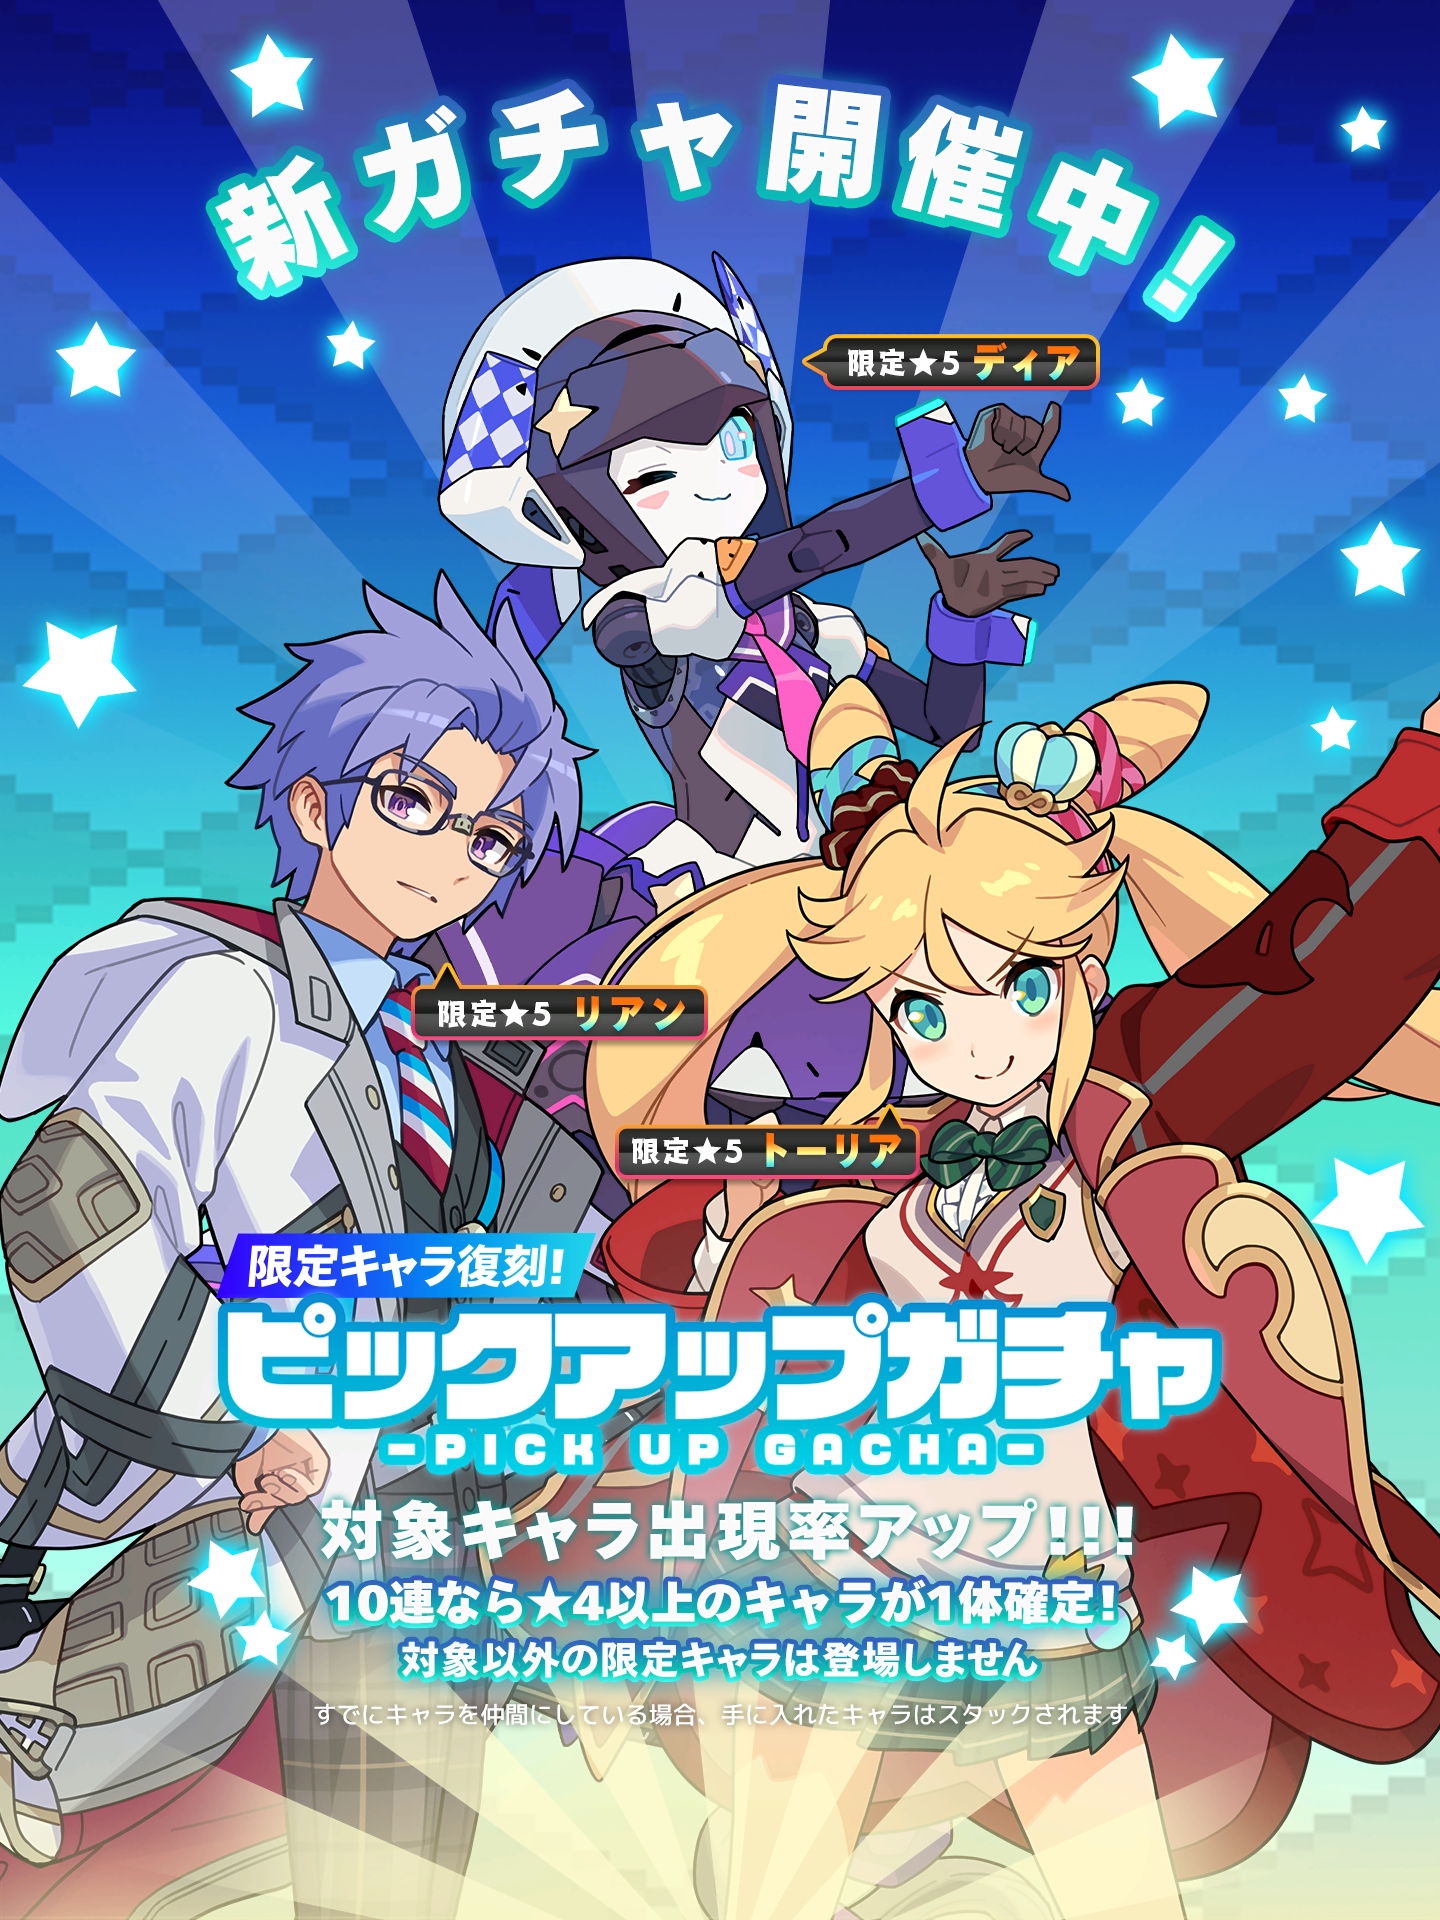 新ガチャ開催中!
限定★5 ディア
限定★5 リアン
限定★5 トーリア
限定キャラ復刻!
ピックアップガチャ
-PICK UP GACHA-
対象キャラ出現率アップ!!!
10連なら★4以上のキャラが1体確定!
対象以外の限定キャラは登場しません
すでにキャラを仲間にしている場合、手に入れたキャラはスタックされます